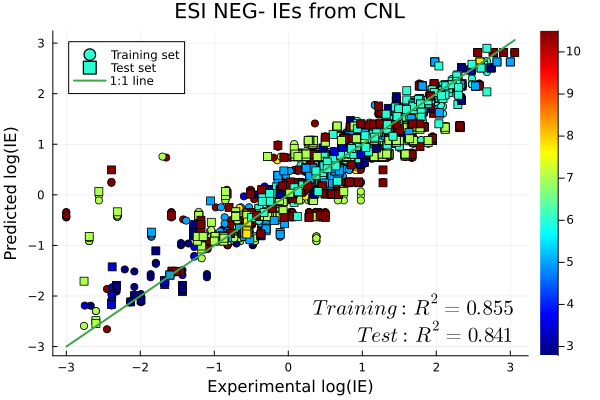 ESI NEG- IEs from CNL
Training set
Test set
1:1 line
Predicted log(IE)
3
2
1
0
−1
−2
−3
−3
−2
−1
0
1
2
3
Experimental log(IE)
Training: R² = 0.855
Test: R² = 0.841
10
9
8
7
6
5
4
3